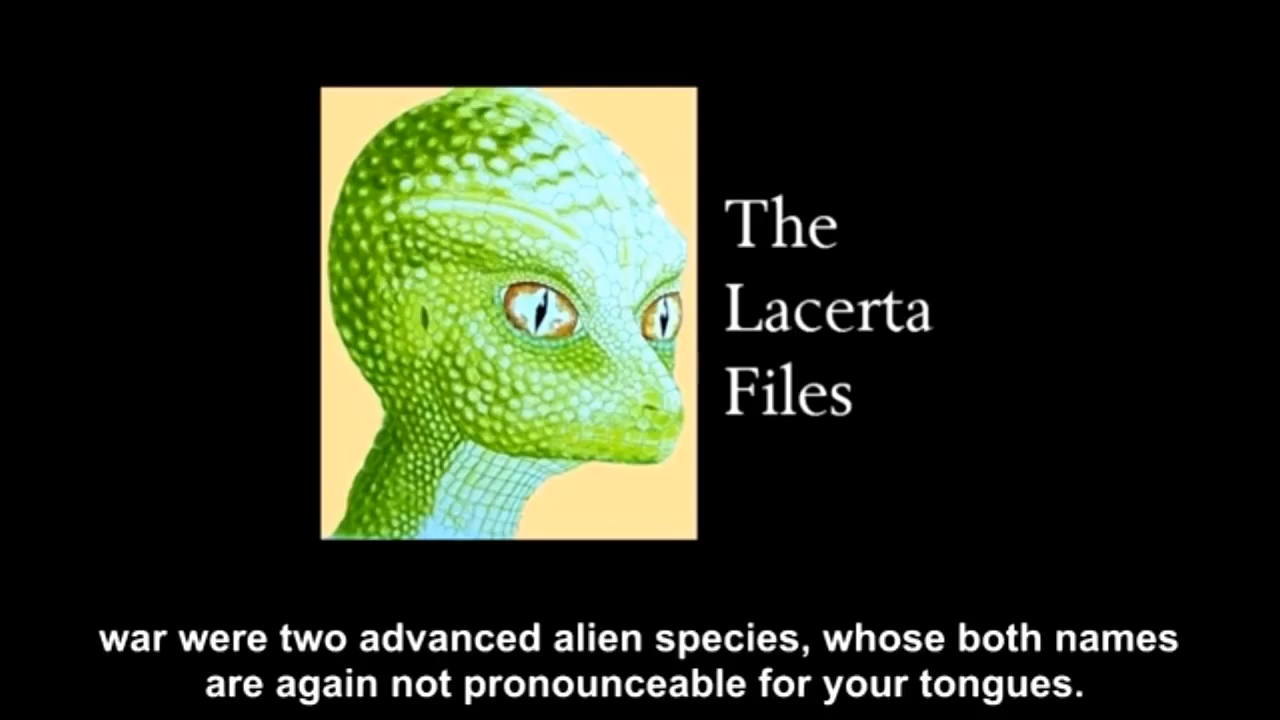 The
Lacerta
Files
war were two advanced alien species, whose both names
are again not pronounceable for your tongues.